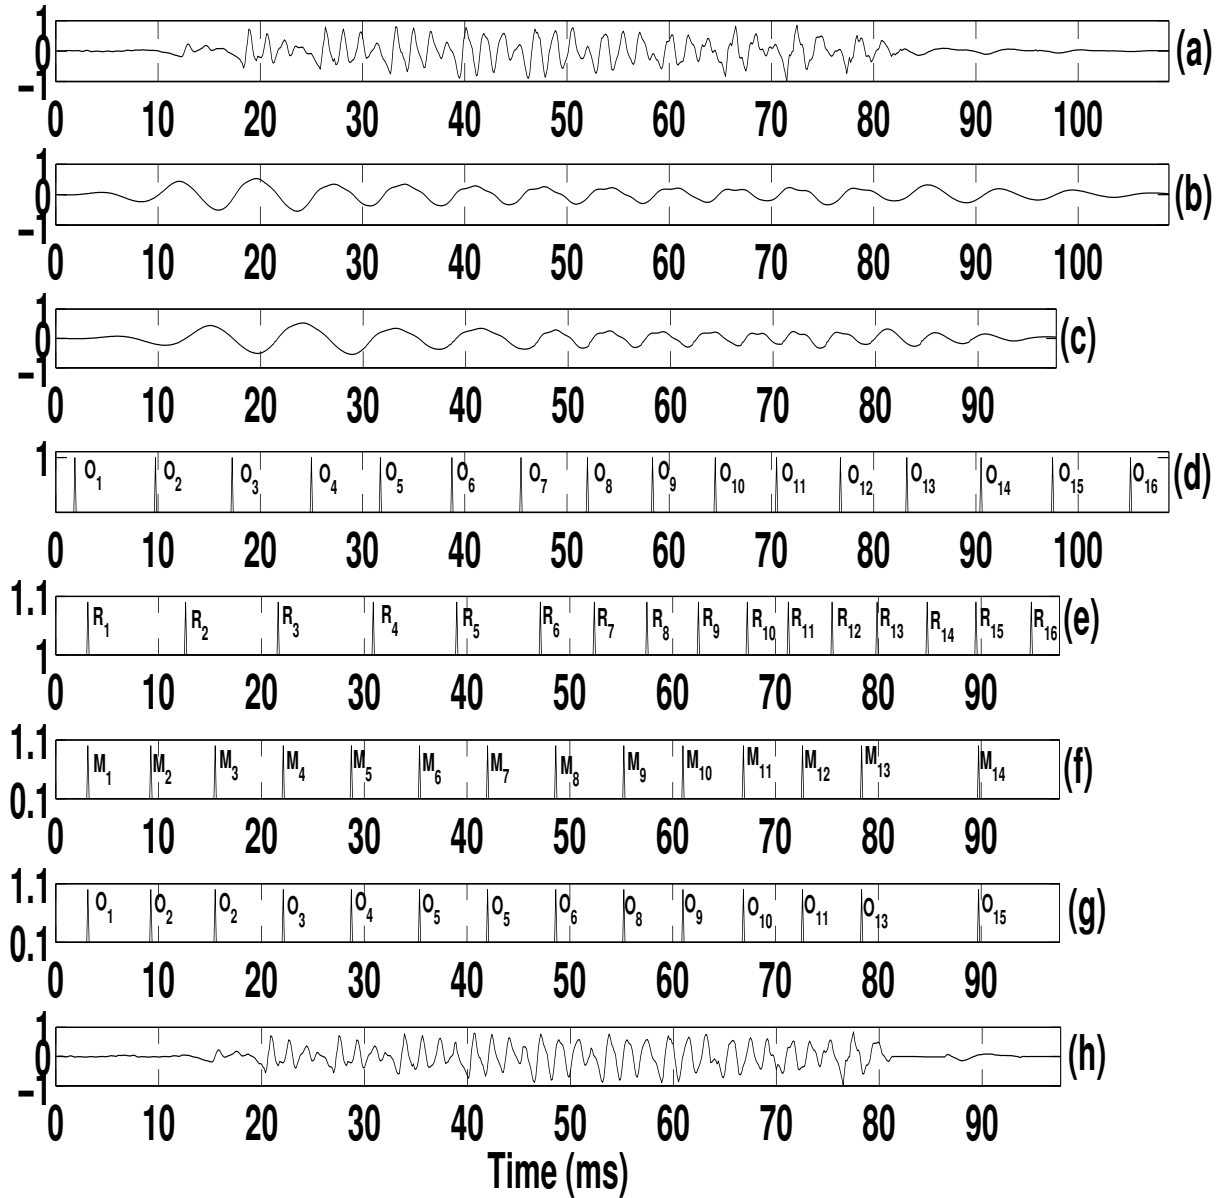 1
0
−1
(a)
0 10 20 30 40 50 60 70 80 90 100
1
0
−1
(b)
0 10 20 30 40 50 60 70 80 90 100
1
0
−1
(c)
0 10 20 30 40 50 60 70 80 90
1
O1 O2 O3 O4 O5 O6 O7 O8 O9 O10 O11 O12 O13 O14 O15 O16
(d)
0 10 20 30 40 50 60 70 80 90 100
1.1
R1 R2 R3 R4 R5 R6 R7 R8 R9 R10 R11 R12 R13 R14 R15 R16
(e)
1
0 10 20 30 40 50 60 70 80 90
1.1
M1 M2 M3 M4 M5 M6 M7 M8 M9 M10 M11 M12 M13 M14
(f)
0.1
0 10 20 30 40 50 60 70 80 90
1.1
O1 O2 O2 O3 O4 O5 O5 O6 O8 O9 O10 O11 O13 O15
(g)
0.1
0 10 20 30 40 50 60 70 80 90
1
0
−1
(h)
0 10 20 30 40 50 60 70 80 90
Time (ms)